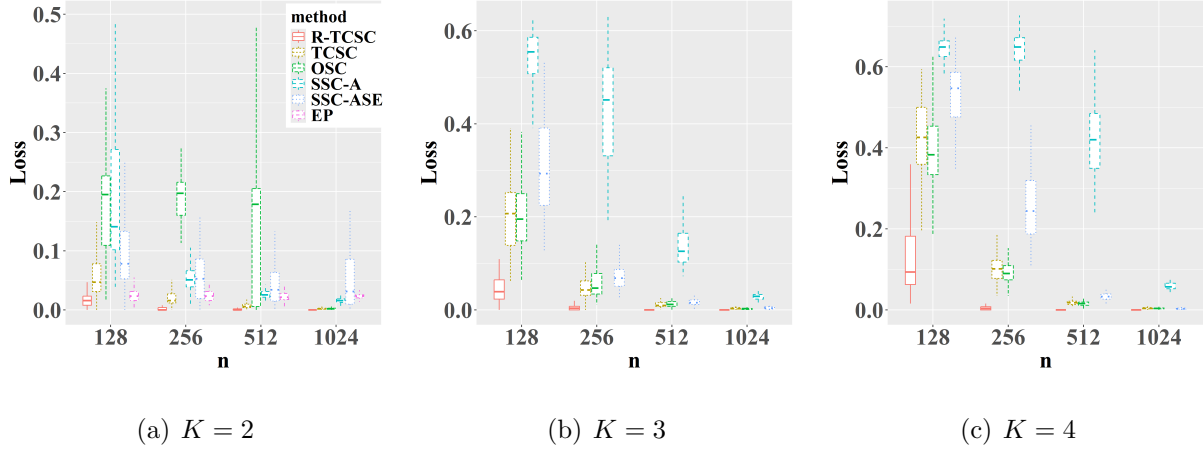 0.5
0.4
0.3
0.2
0.1
0.0
Loss
128 256 512 1024
n
method
R-TCSC
TCSC
OSC
SSC-A
SSC-ASE
EP
(a) K = 2
0.6
0.4
0.2
0.0
Loss
128 256 512 1024
n
(b) K = 3
0.6
0.4
0.2
0.0
Loss
128 256 512 1024
n
(c) K = 4